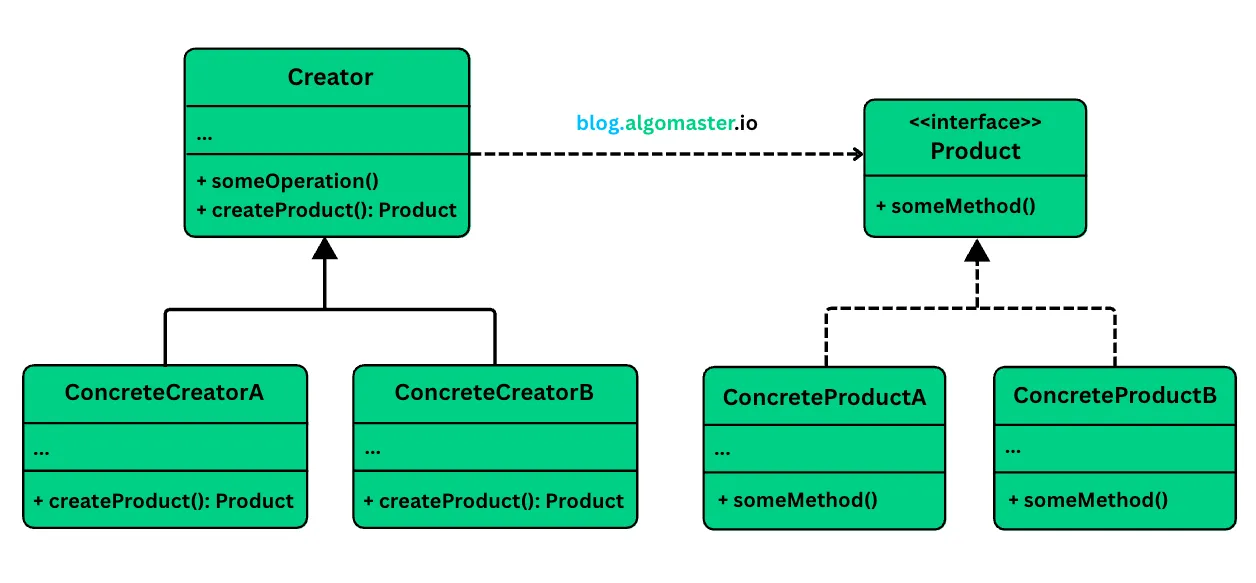 Creator
...
+ someOperation()
+ createProduct(): Product
blog.algomaster.io
<<interface>>
Product
+ someMethod()
ConcreteCreatorA
...
+ createProduct(): Product
ConcreteCreatorB
...
+ createProduct(): Product
ConcreteProductA
...
+ someMethod()
ConcreteProductB
...
+ someMethod()